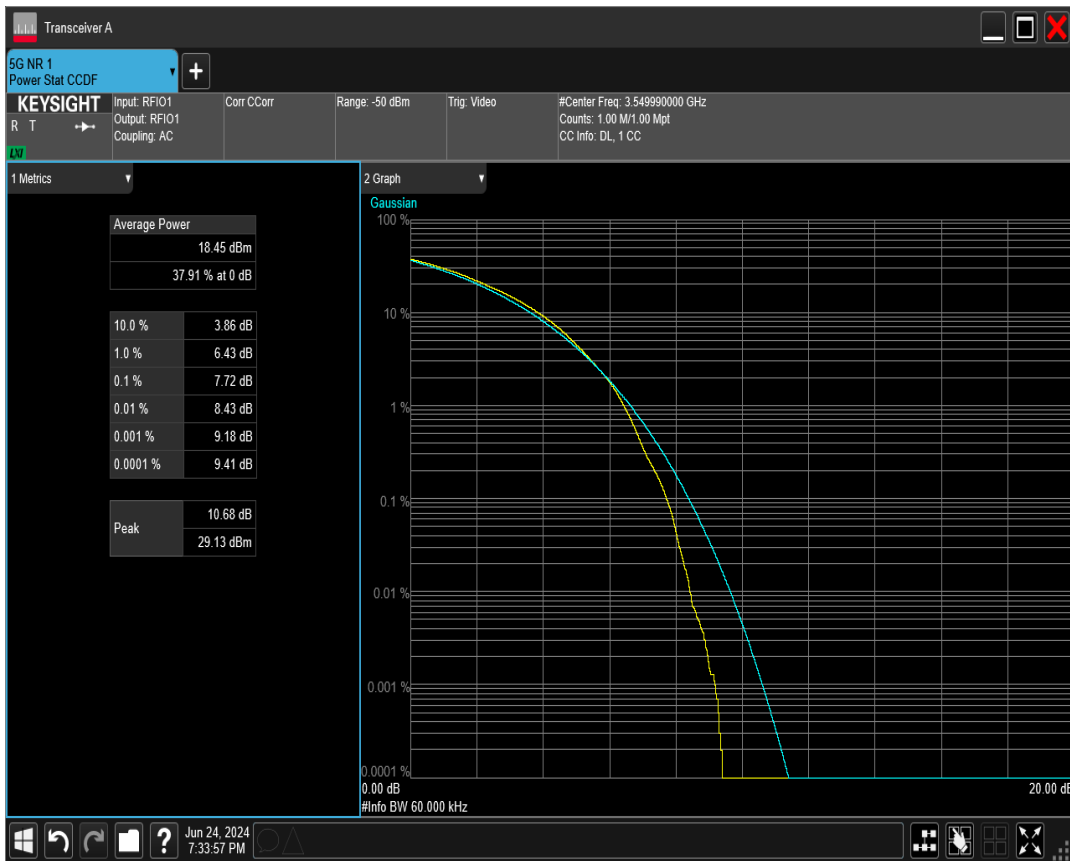 Transceiver A
5G NR 1
Power Stat CCDF
+
KEYSIGHT
R T
LXI
Input: RFIO1
Output: RFIO1
Coupling: AC
Corr CCorr
Range: -50 dBm
Trig: Video
#Center Freq: 3.549990000 GHz
Counts: 1.00 M/1.00 Mpt
CC Info: DL, 1 CC
1 Metrics
Average Power
18.45 dBm
37.91 % at 0 dB
10.0 % 3.86 dB
1.0 % 6.43 dB
0.1 % 7.72 dB
0.01 % 8.43 dB
0.001 % 9.18 dB
0.0001 % 9.41 dB
Peak
10.68 dB
29.13 dBm
2 Graph
Gaussian
100 %
10 %
1 %
0.1 %
0.01 %
0.001 %
0.0001 %
0.00 dB 20.00 dB
#Info BW 60.000 kHz
?
Jun 24, 2024
7:33:57 PM